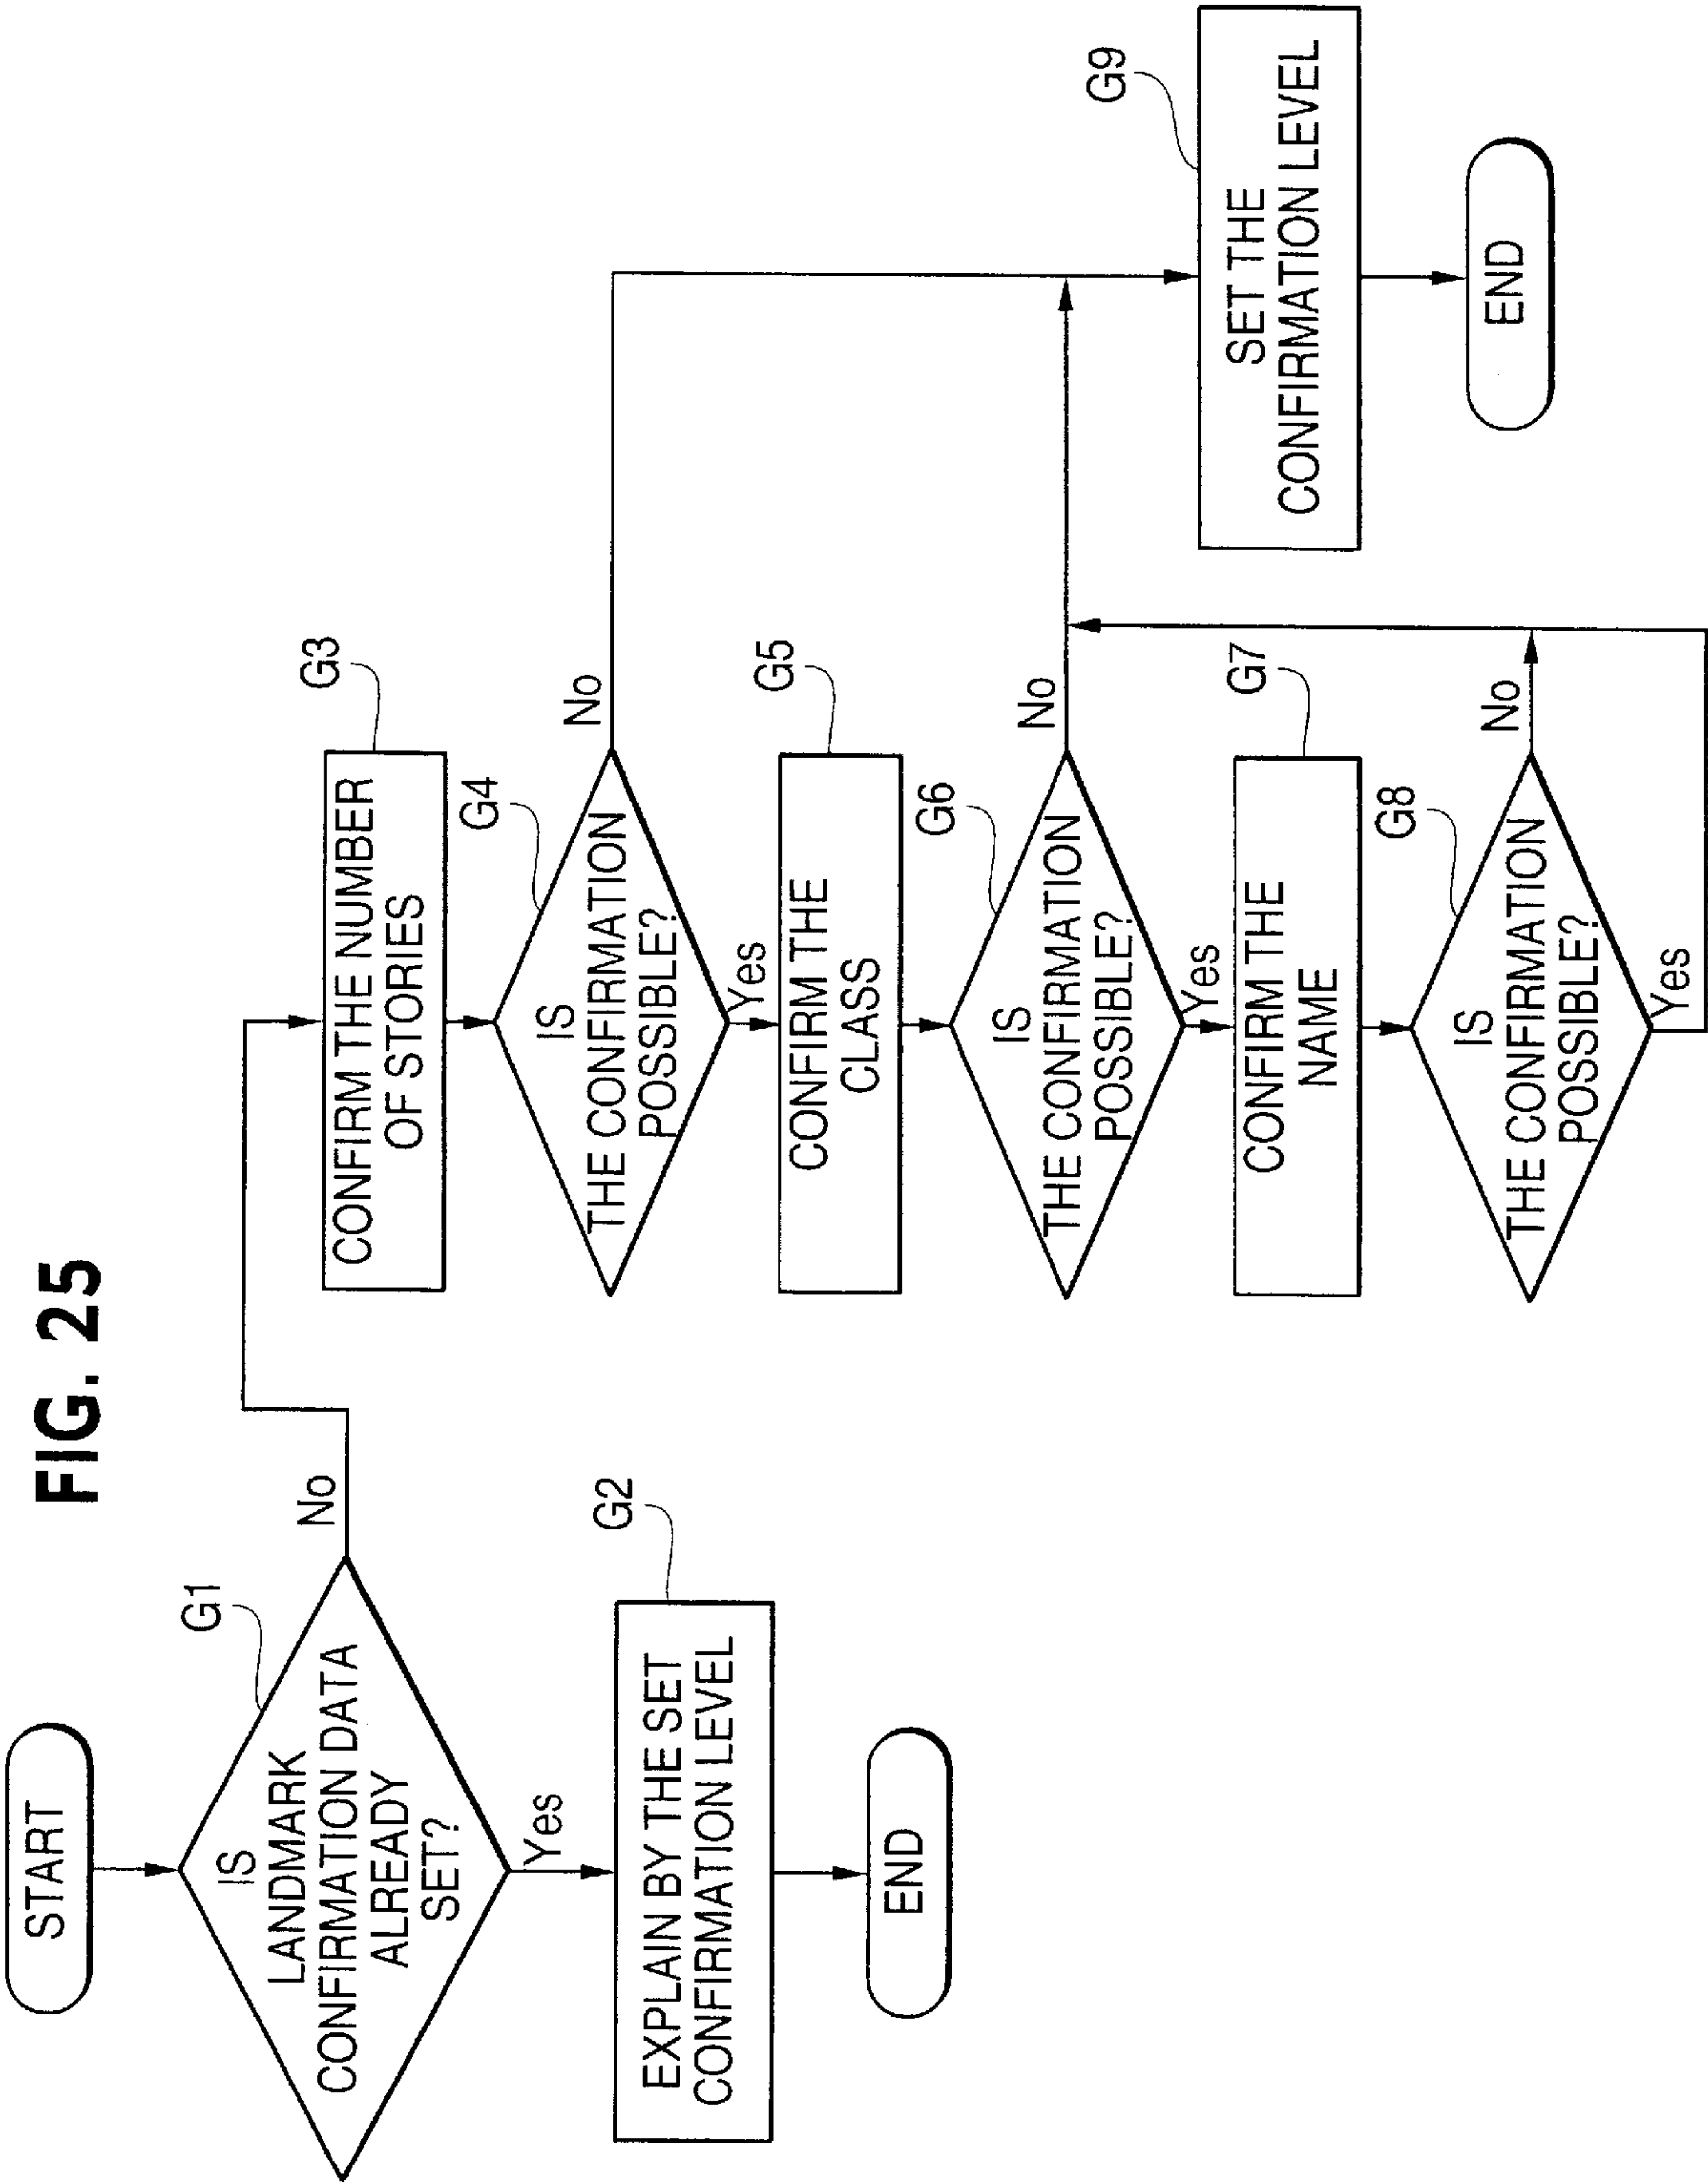 FIG. 25
START
G1
IS
LANDMARK
CONFIRMATION DATA
ALREADY
SET?
No
Yes
G2
EXPLAIN BY THE SET
CONFIRMATION LEVEL
END
G3
CONFIRM THE NUMBER
OF STORIES
G4
IS
THE CONFIRMATION
POSSIBLE?
No
Yes
G5
CONFIRM THE
CLASS
G6
IS
THE CONFIRMATION
POSSIBLE?
No
Yes
G7
CONFIRM THE
NAME
G8
IS
THE CONFIRMATION
POSSIBLE?
No
Yes
G9
SET THE
CONFIRMATION LEVEL
END